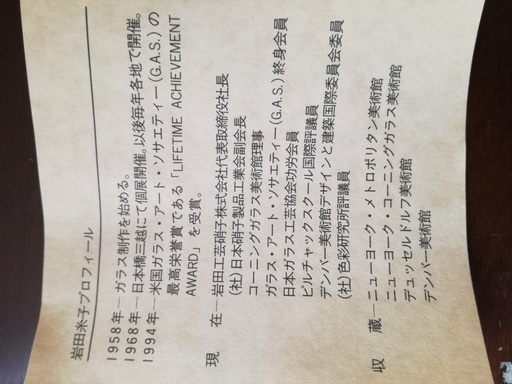 岩田糸子プロフィール
1958年―ガラス制作を始める。
1968年―日本橋三越にて個展開催。以後毎年各地で開催。
1994年―米国ガラス・アート・ソサエティー(G.A.S.)の
最高栄誉賞である「LIFETIME ACHIEVEMENT
AWARD」を受賞。
現 在―岩田工芸硝子株式会社代表取締役社長
(社)日本硝子製品工業会副会長
コーニングガラス美術館理事
ガラス・アート・ソサエティー(G.A.S.)終身会員
日本ガラス工芸協会功労会員
ピルチャックスクール国際評議員
デンバー美術館デザインと建築国際委員会委員
(社)色彩研究所評議員
収 蔵―ニューヨーク・メトロポリタン美術館
ニューヨーク・コーニングガラス美術館
デュッセルドルフ美術館
デンバー美術館